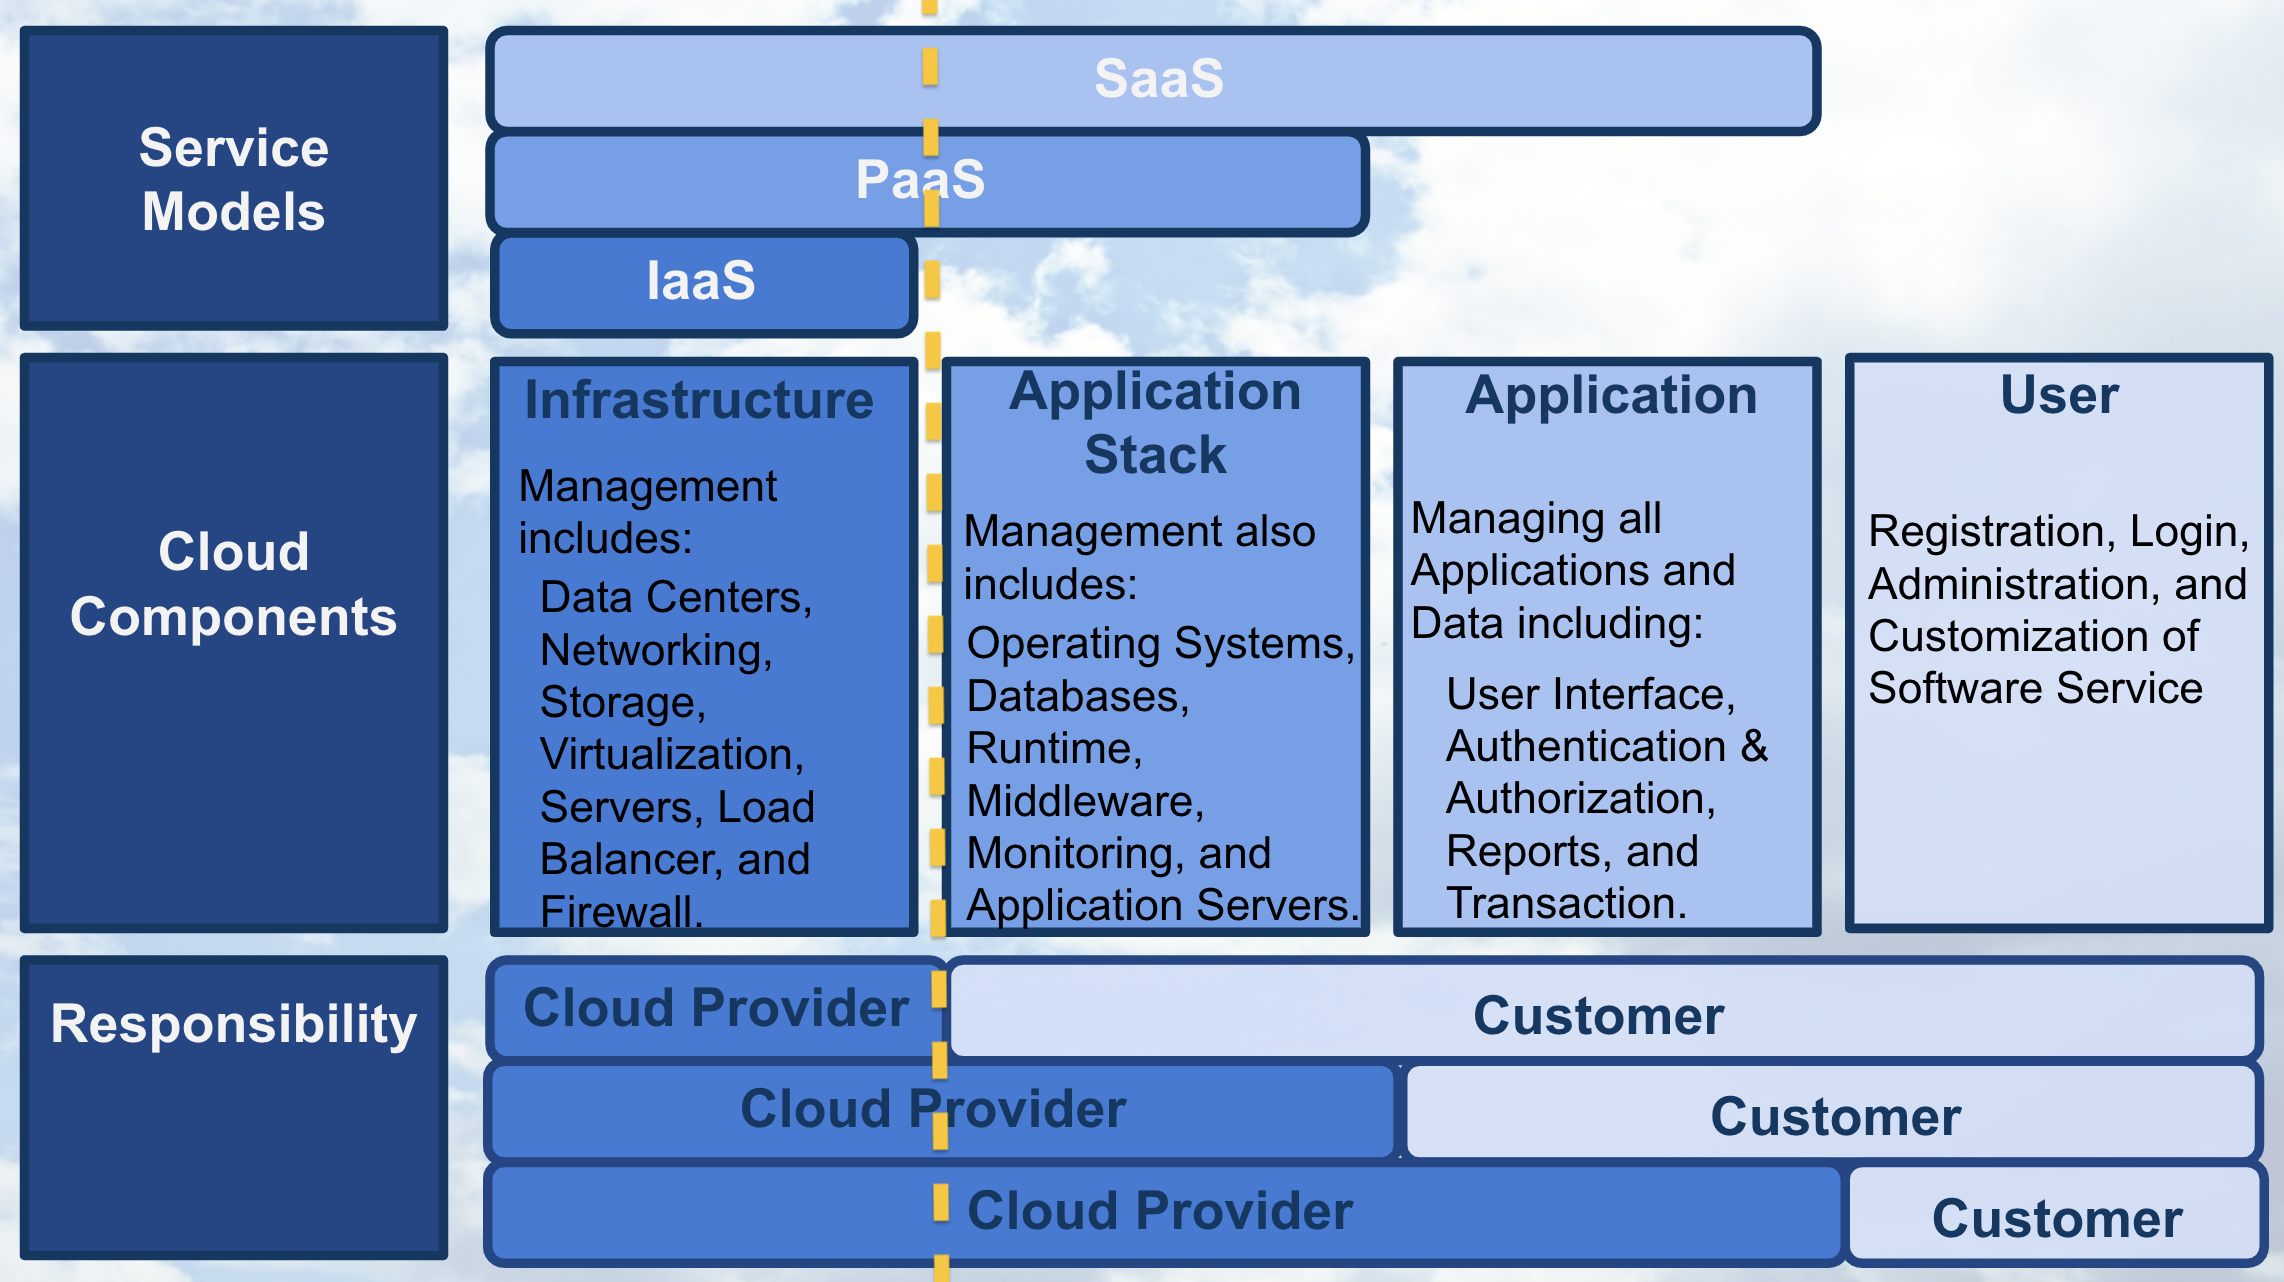 Service
Models
SaaS
PaaS
IaaS
Cloud
Components
Infrastructure
Management
includes:
Data Centers,
Networking,
Storage,
Virtualization,
Servers, Load
Balancer, and
Firewall.
Application
Stack
Management also
includes:
Operating Systems,
Databases,
Runtime,
Middleware,
Monitoring, and
Application Servers.
Application
Managing all
Applications and
Data including:
User Interface,
Authentication &
Authorization,
Reports, and
Transaction.
User
Registration, Login,
Administration, and
Customization of
Software Service
Responsibility
Cloud Provider
Customer
Cloud Provider
Customer
Cloud Provider
Customer